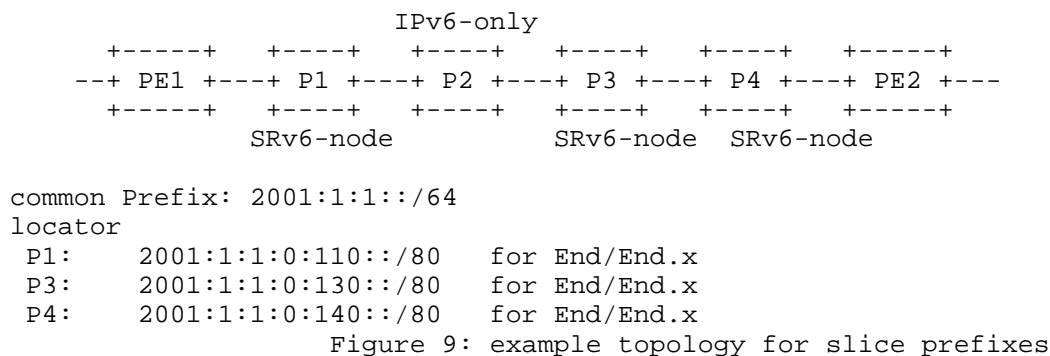 IPv6-only
      +-----+   +----+   +----+   +----+   +----+   +-----+
    --+ PE1 +---+ P1 +---+ P2 +---+ P3 +---+ P4 +---+ PE2 +---
      +-----+   +----+   +----+   +----+   +----+   +-----+
                SRv6-node           SRv6-node  SRv6-node

common Prefix: 2001:1:1::/64
locator
 P1:    2001:1:1:0:110::/80   for End/End.x
 P3:    2001:1:1:0:130::/80   for End/End.x
 P4:    2001:1:1:0:140::/80   for End/End.x
                     Figure 9: example topology for slice prefixes